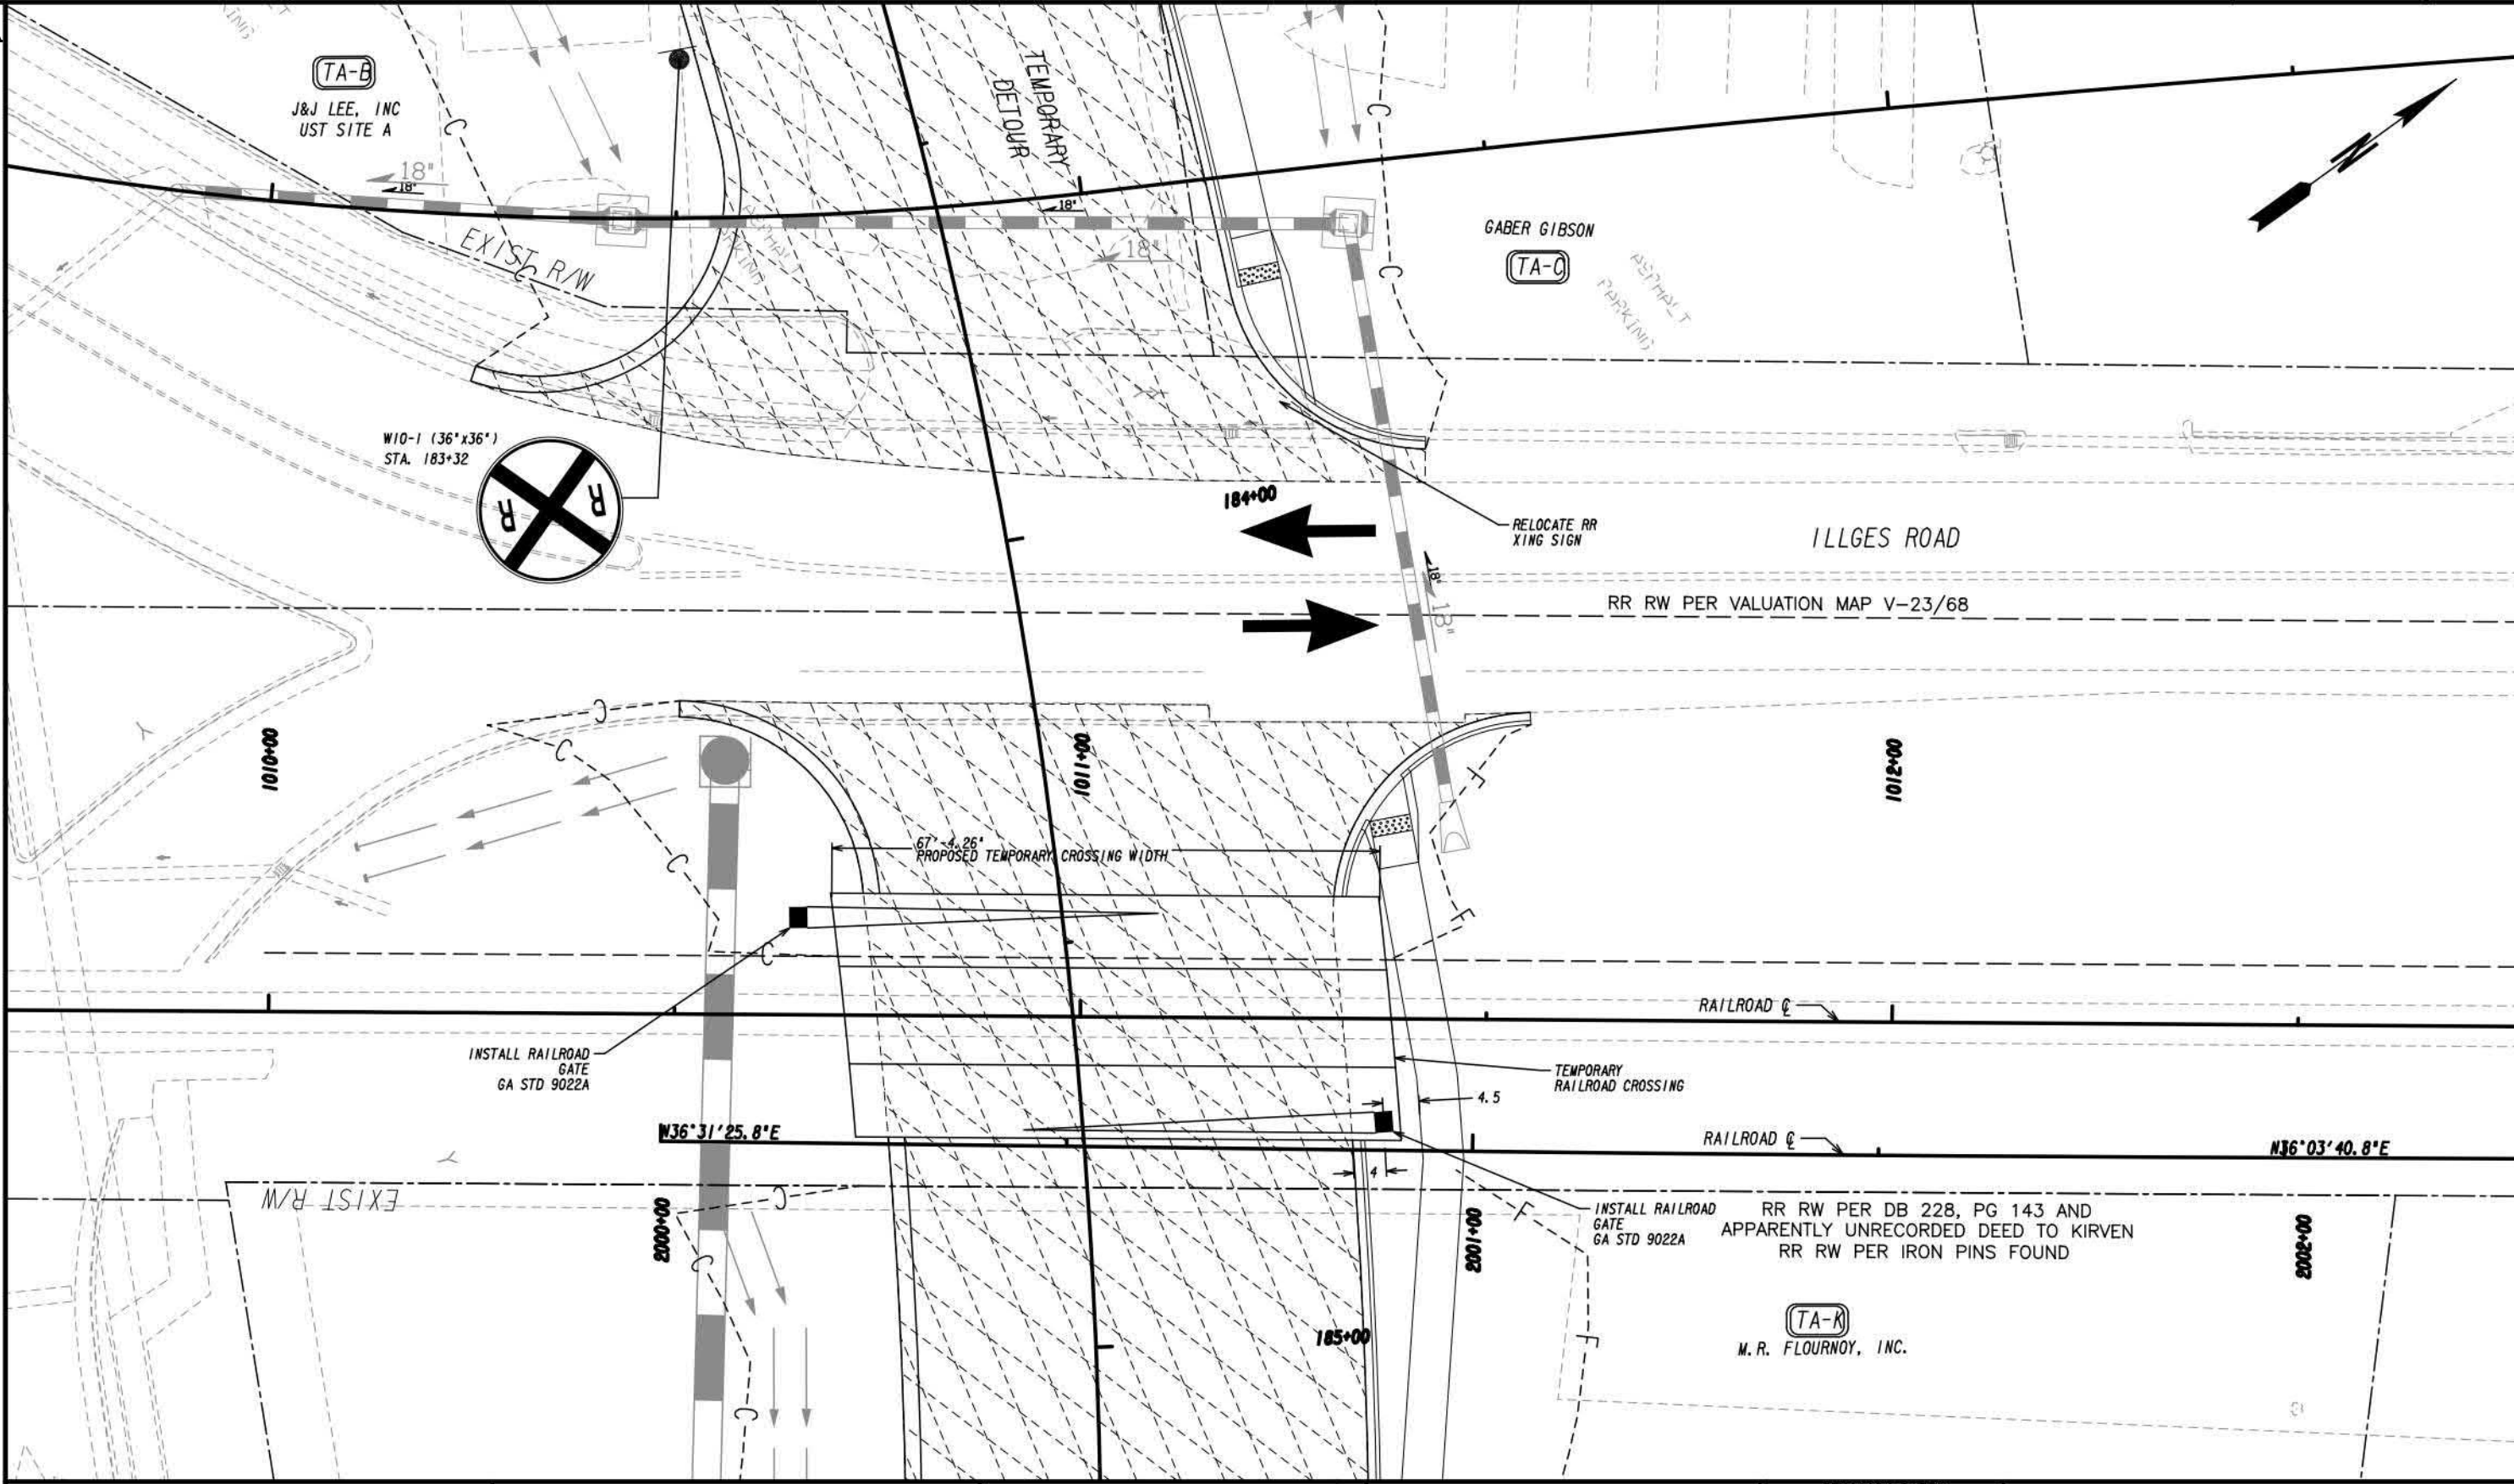 TA-B
J&J LEE, INC
UST SITE A
TEMPORARY
DETOUR
18"
18"
18"
18"
EXIST R/W
GABER GIBSON
TA-C
ASPHALT
PARKING
N
W10-1 (36"x36")
STA. 183+32
R R
184+00
RELOCATE RR
XING SIGN
ILLGES ROAD
RR RW PER VALUATION MAP V-23/68
18"
18"
1010+00
1011+00
1012+00
67'-4.26"
PROPOSED TEMPORARY CROSSING WIDTH
RAILROAD ℄
INSTALL RAILROAD
GATE
GA STD 9022A
TEMPORARY
RAILROAD CROSSING
4.5
N36°31'25.8"E
RAILROAD ℄
N36°03'40.8"E
4
EXIST R/W
2000+00
2001+00
2002+00
INSTALL RAILROAD
GATE
GA STD 9022A
RR RW PER DB 228, PG 143 AND
APPARENTLY UNRECORDED DEED TO KIRVEN
RR RW PER IRON PINS FOUND
185+00
TA-K
M.R. FLOURNOY, INC.